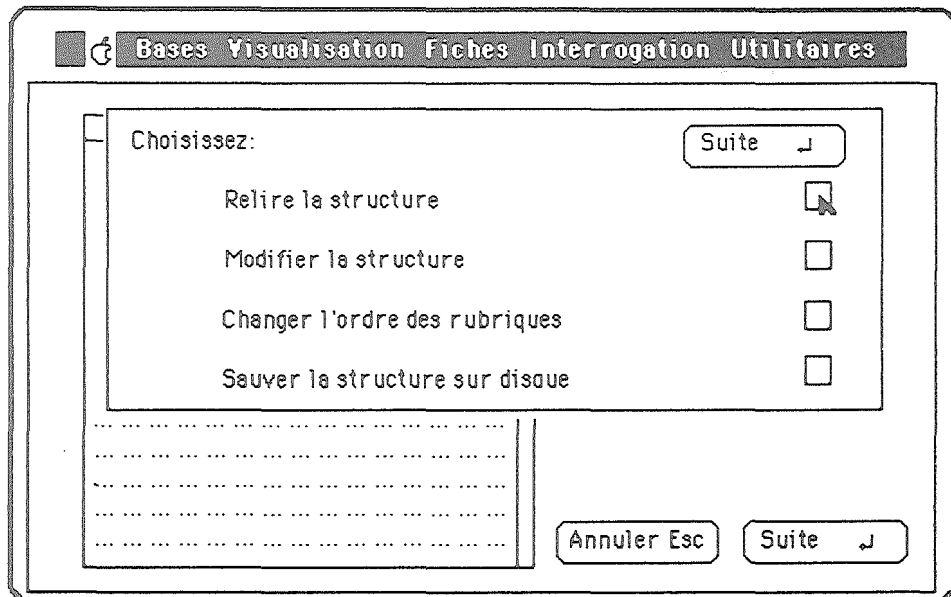 Bases Visualisation Fiches Interrogation Utilitaires
Choisissez:
Suite ↵
Relire la structure
Modifier la structure
Changer l'ordre des rubriques
Sauver la structure sur disque
... ... ... ... ... ... ... ... ... ... ... ... ... ... ...
... ... ... ... ... ... ... ... ... ... ... ... ... ... ...
... ... ... ... ... ... ... ... ... ... ... ... ... ... ...
... ... ... ... ... ... ... ... ... ... ... ... ... ... ...
... ... ... ... ... ... ... ... ... ... ... ... ... ... ...
Annuler Esc
Suite ↵